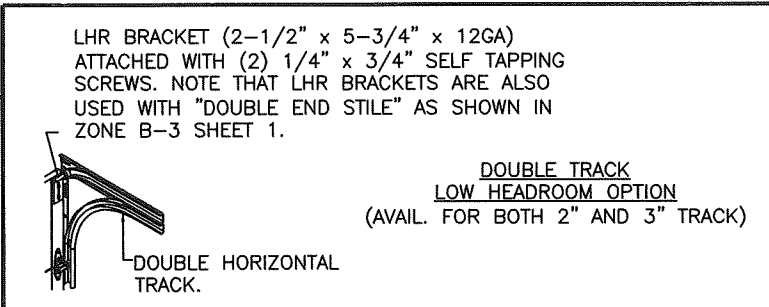 LHR BRACKET (2-1/2" x 5-3/4" x 12GA)
ATTACHED WITH (2) 1/4" x 3/4" SELF TAPPING
SCREWS. NOTE THAT LHR BRACKETS ARE ALSO
USED WITH "DOUBLE END STILE" AS SHOWN IN
ZONE B-3 SHEET 1.
DOUBLE TRACK
LOW HEADROOM OPTION
(AVAIL. FOR BOTH 2" AND 3" TRACK)
DOUBLE HORIZONTAL
TRACK.